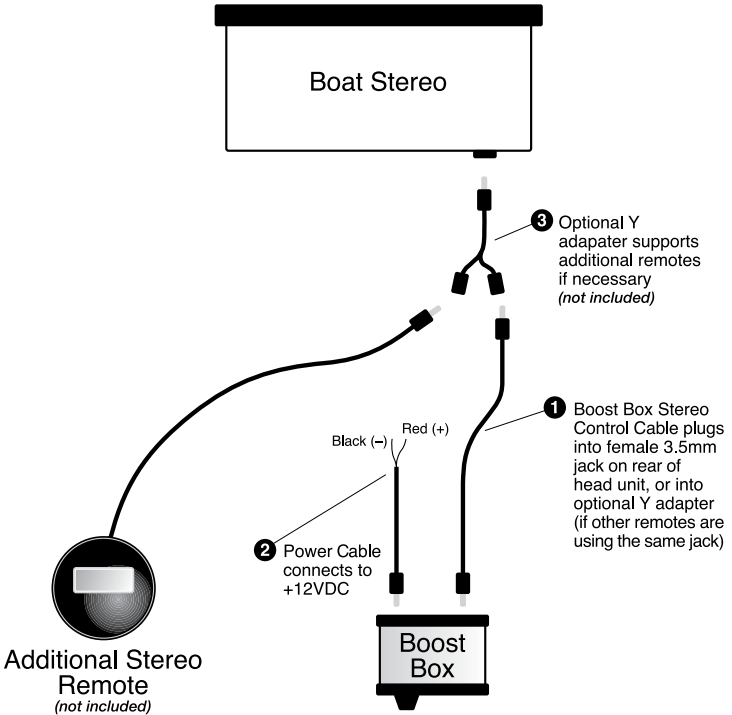 Boat Stereo
3 Optional Y
adapater supports
additional remotes
if necessary
(not included)
1 Boost Box Stereo
Control Cable plugs
into female 3.5mm
jack on rear of
head unit, or into
optional Y adapter
(if other remotes are
using the same jack)
Black (–)
Red (+)
2 Power Cable
connects to
+12VDC
Boost
Box
Additional Stereo
Remote
(not included)